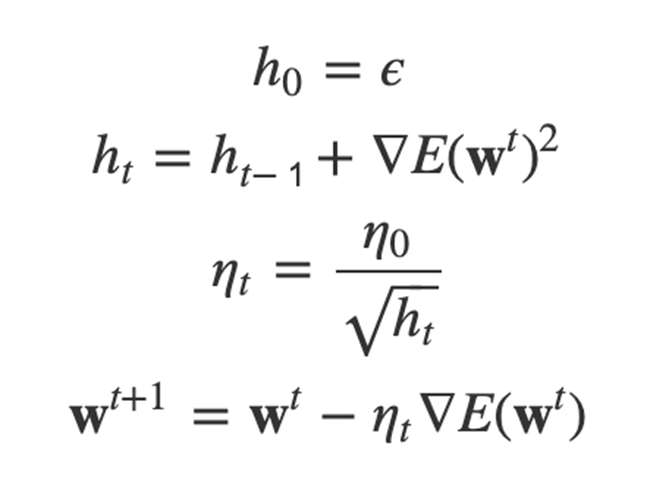 h₀ = ϵ
hₜ = hₜ₋₁ + ∇E(𝐰ᵗ)²
ηₜ = η₀ / √hₜ
𝐰ᵗ⁺¹ = 𝐰ᵗ − ηₜ∇E(𝐰ᵗ)